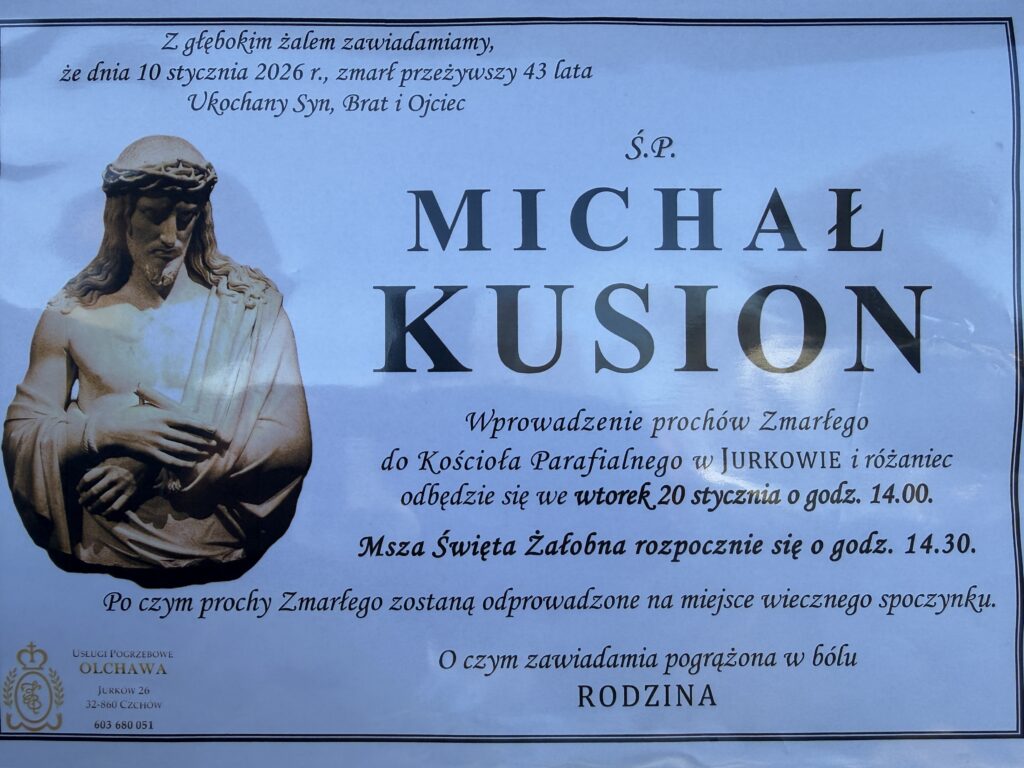 Z głębokim żalem zawiadamiamy,
że dnia 10 stycznia 2026 r., zmarł przeżywszy 43 lata
Ukochany Syn, Brat i Ojciec
Ś.P.
MICHAŁ
KUSION
Wprowadzenie prochów Zmarłego
do Kościoła Parafialnego w JURKOWIE i różaniec
odbędzie się we wtorek 20 stycznia o godz. 14.00.
Msza Święta Żałobna rozpocznie się o godz. 14.30.
Po czym prochy Zmarłego zostaną odprowadzone na miejsce wiecznego spoczynku.
O czym zawiadamia pogrążona w bólu
RODZINA
USŁUGI POGRZEBOWE
OLCHAWA
JURKÓW 26
32-860 CZCHÓW
603 680 051